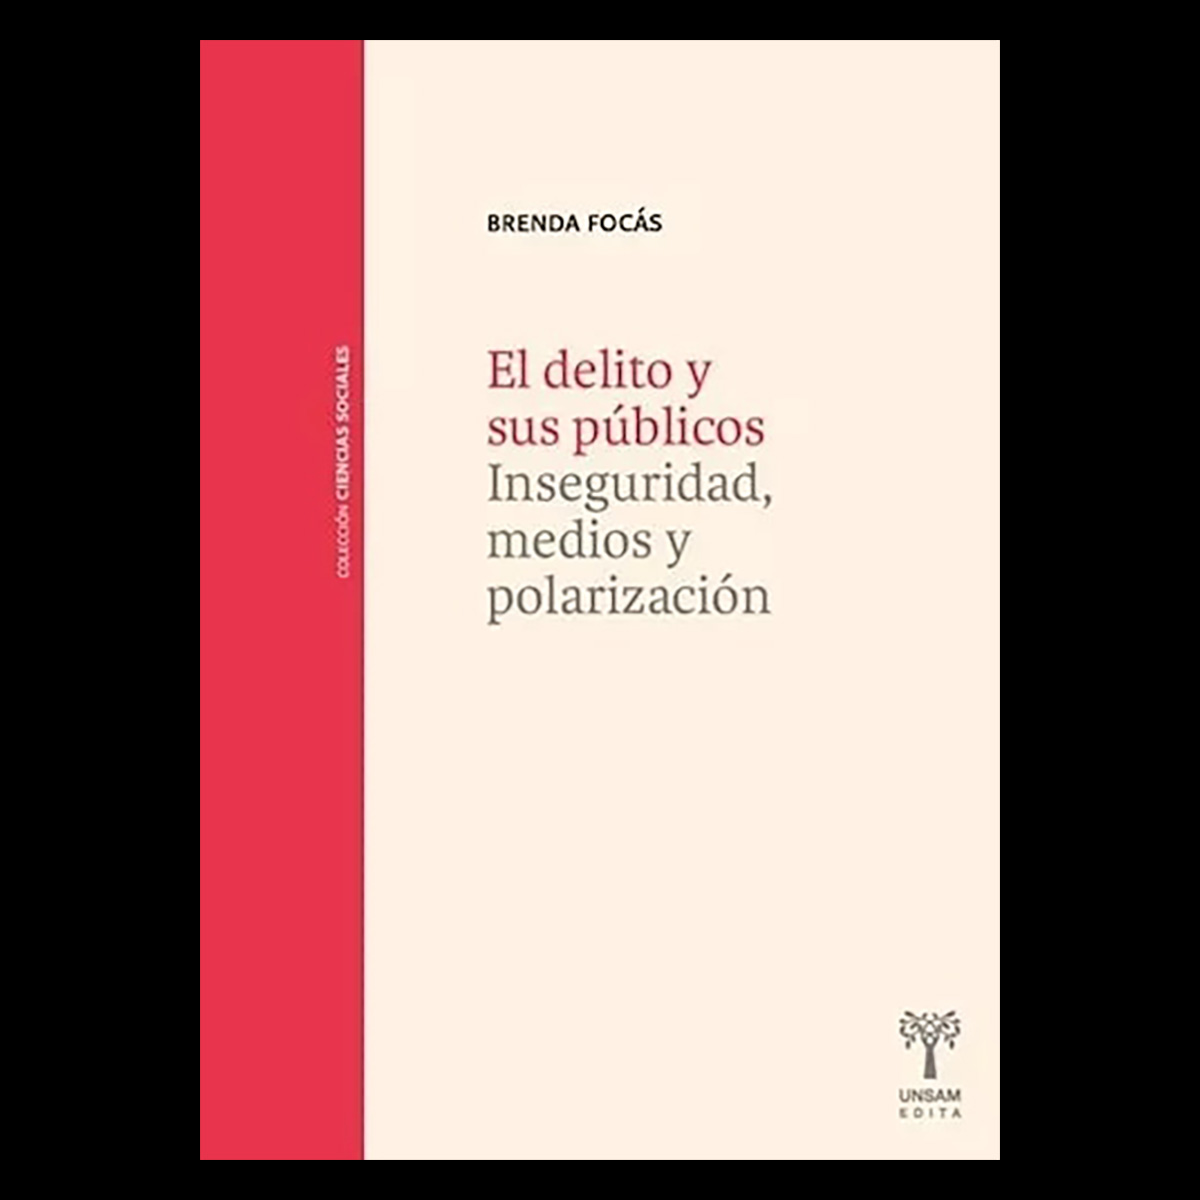 BRENDA FOCÁS
El delito y
sus públicos
Inseguridad,
medios y
polarización
COLECCIÓN CIENCIAS SOCIALES
UNSAM
EDITA